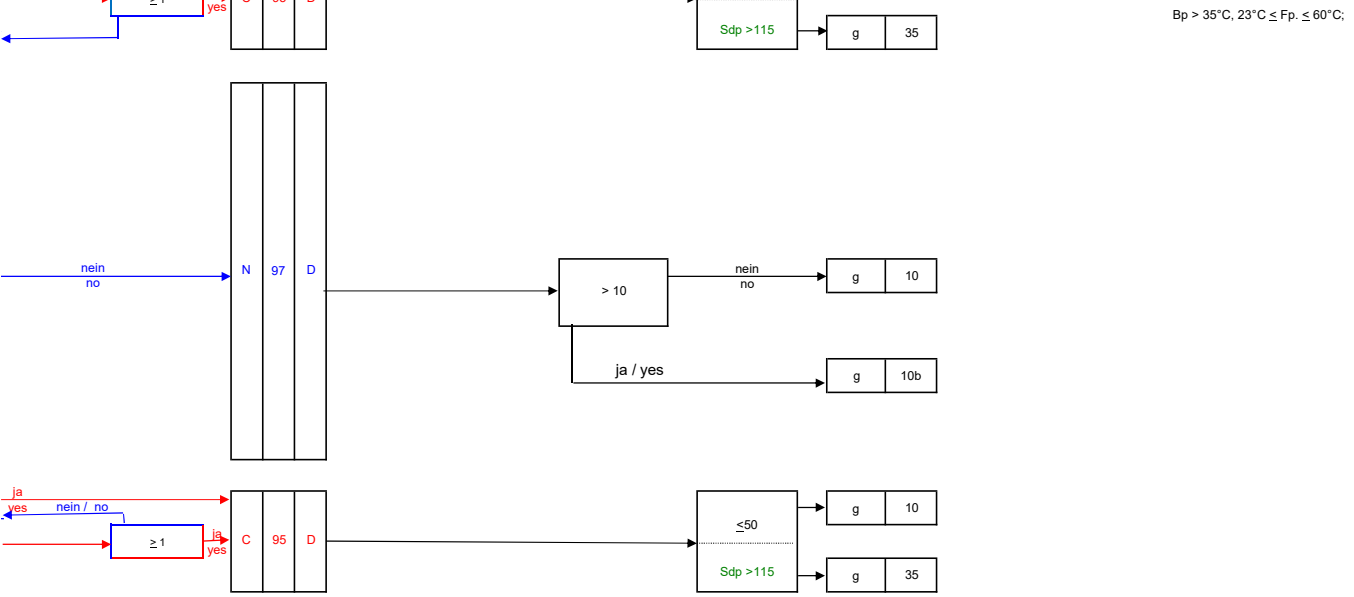 yes
Bp > 35°C, 23°C ≤ Fp. ≤ 60°C;
Sdp >115
g 35
nein
no
N 97 D
> 10
nein
no
g 10
ja / yes
g 10b
ja
yes
nein / no
≥ 1
ja
yes
C 95 D
≤50
Sdp >115
g 10
g 35